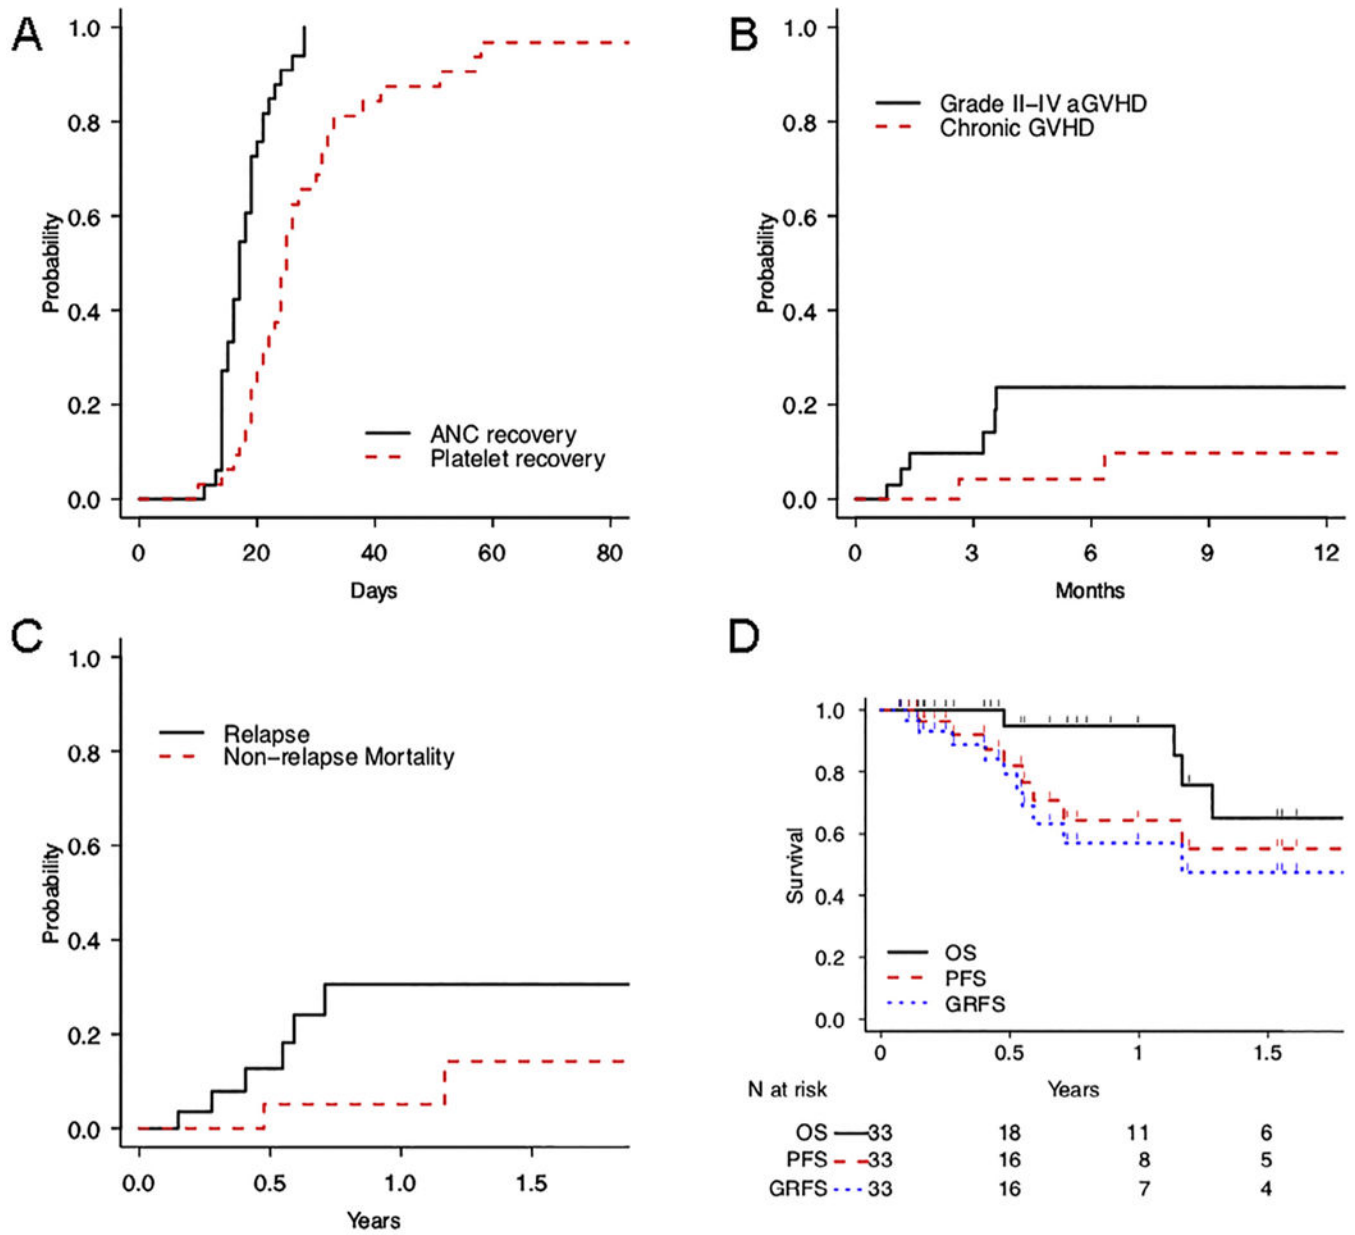 A
1.0
0.8
0.6
0.4
0.2
0.0
Probability
ANC recovery
Platelet recovery
0 20 40 60 80
Days
B
1.0
0.8
0.6
0.4
0.2
0.0
Probability
Grade II–IV aGVHD
Chronic GVHD
0 3 6 9 12
Months
C
1.0
0.8
0.6
0.4
0.2
0.0
Probability
Relapse
Non–relapse Mortality
0.0 0.5 1.0 1.5
Years
D
1.0
0.8
0.6
0.4
0.2
0.0
Survival
OS
PFS
GRFS
0 0.5 1 1.5
N at risk Years
OS 33 18 11 6
PFS 33 16 8 5
GRFS 33 16 7 4